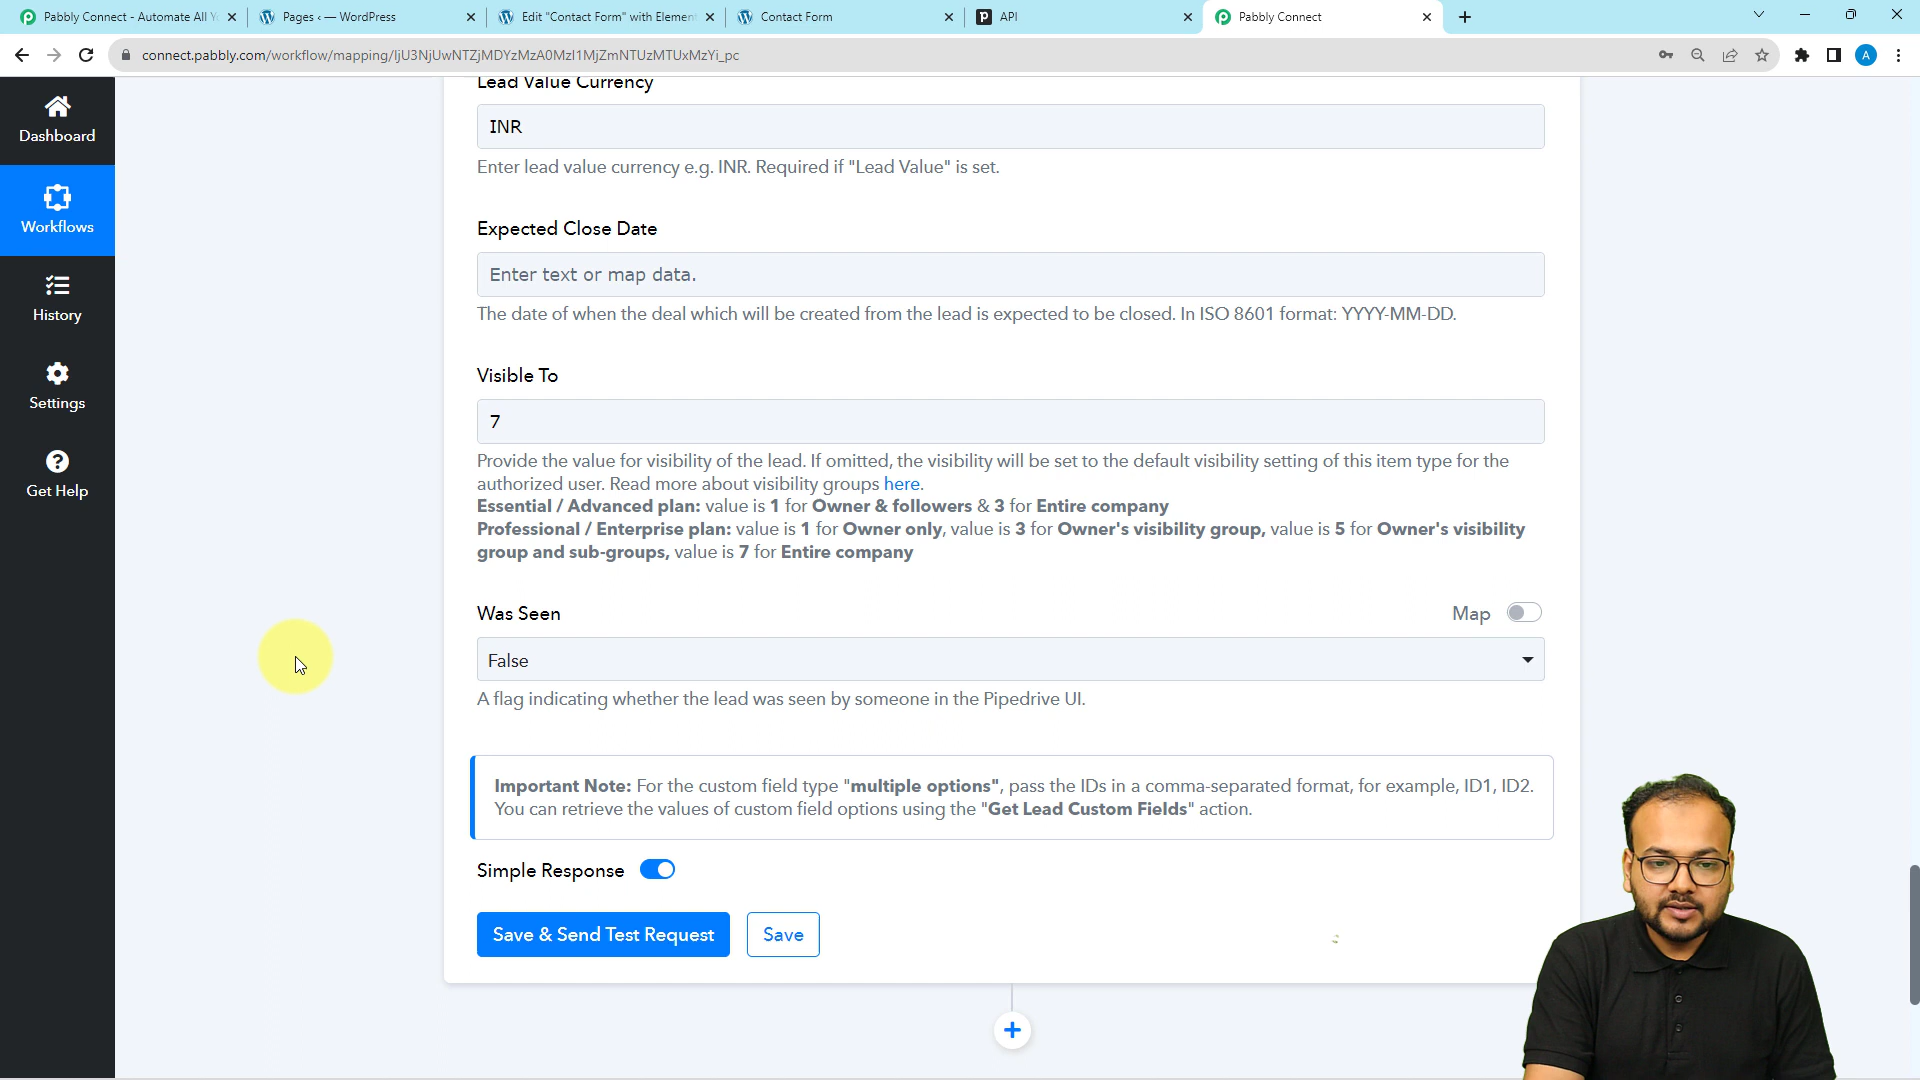 Pabbly Connect - Automate All Y
Pages ‹ — WordPress
Edit "Contact Form" with Elemen
Contact Form
API
Pabbly Connect
connect.pabbly.com/workflow/mapping/IjU3NjUwNTZjMDYzMzA0MzI1MjZmNTUzMTUxMzYi_pc
A
Dashboard
Workflows
History
Settings
Get Help
Lead Value Currency
INR
Enter lead value currency e.g. INR. Required if "Lead Value" is set.
Expected Close Date
Enter text or map data.
The date of when the deal which will be created from the lead is expected to be closed. In ISO 8601 format: YYYY-MM-DD.
Visible To
7
Provide the value for visibility of the lead. If omitted, the visibility will be set to the default visibility setting of this item type for the
authorized user. Read more about visibility groups here.
Essential / Advanced plan: value is 1 for Owner & followers & 3 for Entire company
Professional / Enterprise plan: value is 1 for Owner only, value is 3 for Owner's visibility group, value is 5 for Owner's visibility
group and sub-groups, value is 7 for Entire company
Was Seen
Map
False
A flag indicating whether the lead was seen by someone in the Pipedrive UI.
Important Note: For the custom field type "multiple options", pass the IDs in a comma-separated format, for example, ID1, ID2.
You can retrieve the values of custom field options using the "Get Lead Custom Fields" action.
Simple Response
Save & Send Test Request
Save